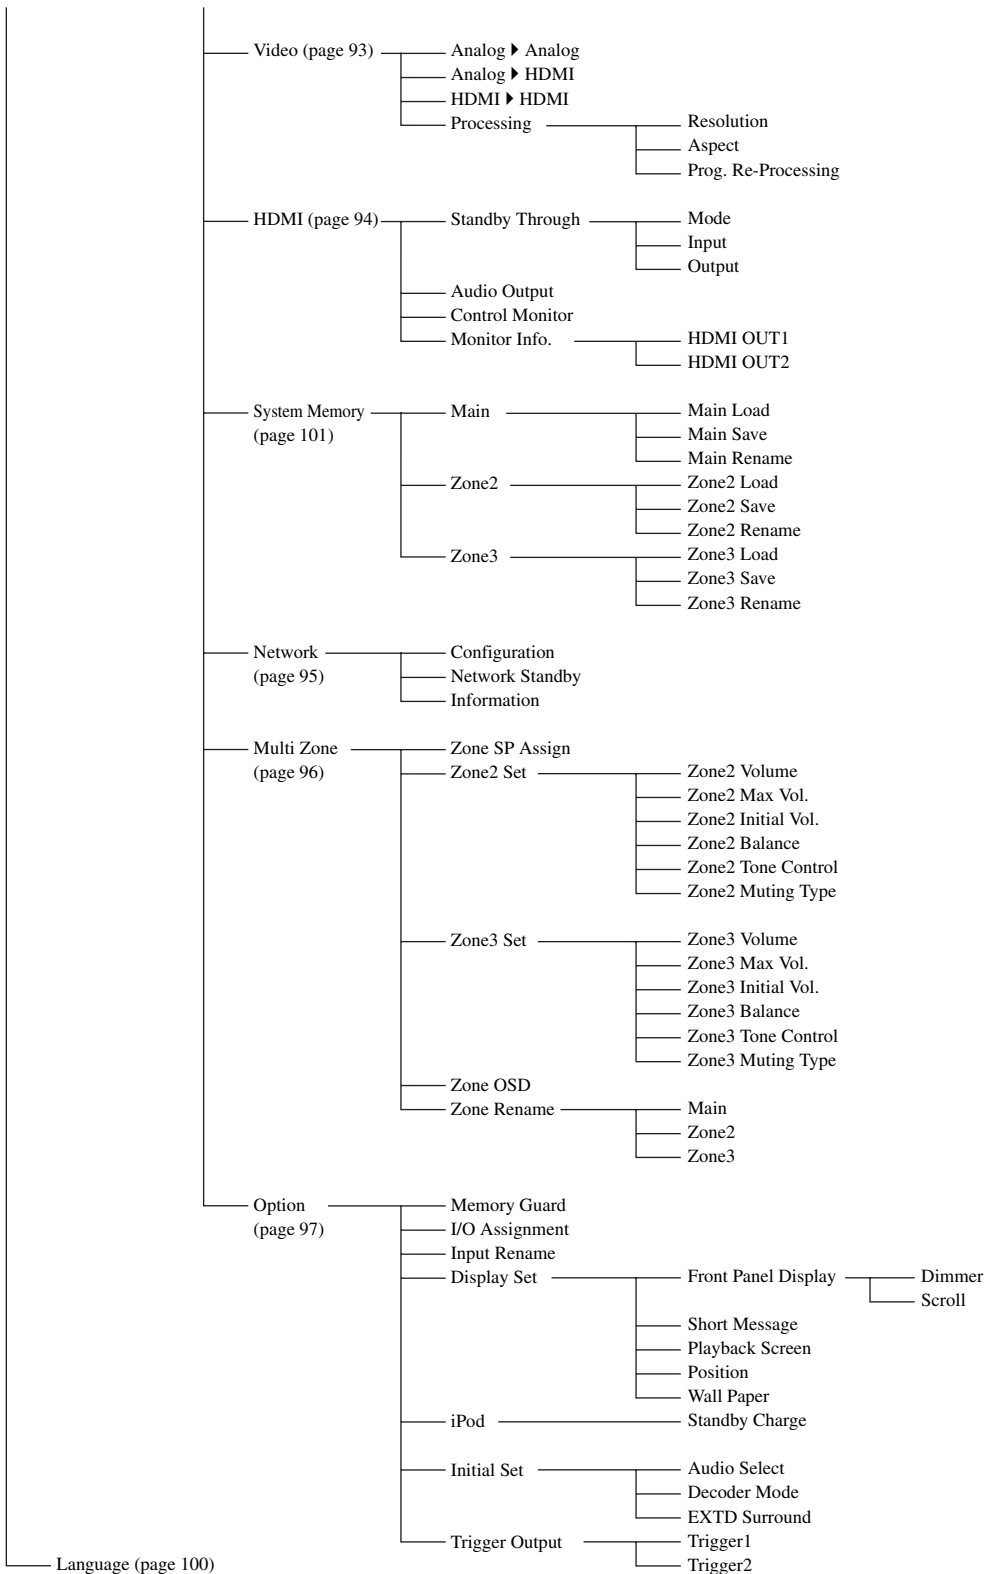 Video (page 93) Analog ▶ Analog
Analog ▶ HDMI
HDMI ▶ HDMI
Processing Resolution
Aspect
Prog. Re-Processing
HDMI (page 94) Standby Through Mode
Input
Output
Audio Output
Control Monitor
Monitor Info. HDMI OUT1
HDMI OUT2
System Memory Main Main Load
(page 101) Main Save
Main Rename
Zone2 Zone2 Load
Zone2 Save
Zone2 Rename
Zone3 Zone3 Load
Zone3 Save
Zone3 Rename
Network Configuration
(page 95) Network Standby
Information
Multi Zone Zone SP Assign
(page 96) Zone2 Set Zone2 Volume
Zone2 Max Vol.
Zone2 Initial Vol.
Zone2 Balance
Zone2 Tone Control
Zone2 Muting Type
Zone3 Set Zone3 Volume
Zone3 Max Vol.
Zone3 Initial Vol.
Zone3 Balance
Zone3 Tone Control
Zone3 Muting Type
Zone OSD
Zone Rename Main
Zone2
Zone3
Option Memory Guard
(page 97) I/O Assignment
Input Rename
Display Set Front Panel Display Dimmer
Scroll
Short Message
Playback Screen
Position
Wall Paper
iPod Standby Charge
Initial Set Audio Select
Decoder Mode
EXTD Surround
Trigger Output Trigger1
Language (page 100) Trigger2